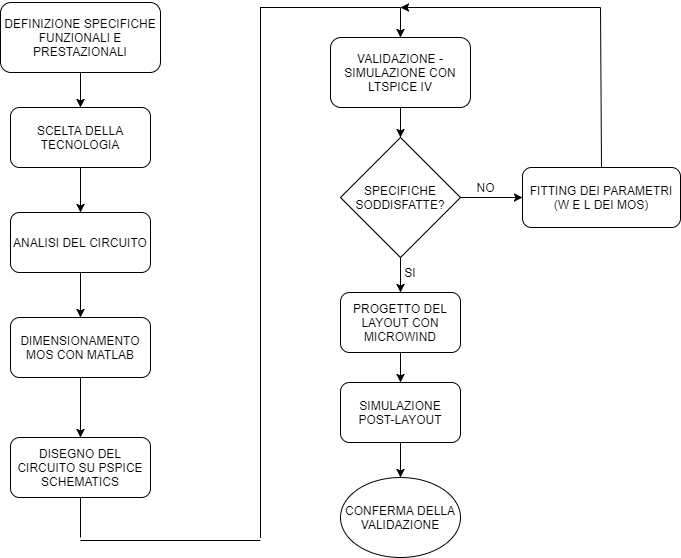 DEFINIZIONE SPECIFICHE
FUNZIONALI E
PRESTAZIONALI
SCELTA DELLA
TECNOLOGIA
ANALISI DEL CIRCUITO
DIMENSIONAMENTO
MOS CON MATLAB
DISEGNO DEL
CIRCUITO SU PSPICE
SCHEMATICS
VALIDAZIONE -
SIMULAZIONE CON
LTSPICE IV
SPECIFICHE
SODDISFATTE?
NO
FITTING DEI PARAMETRI
(W E L DEI MOS)
SI
PROGETTO DEL
LAYOUT CON
MICROWIND
SIMULAZIONE
POST-LAYOUT
CONFERMA DELLA
VALIDAZIONE